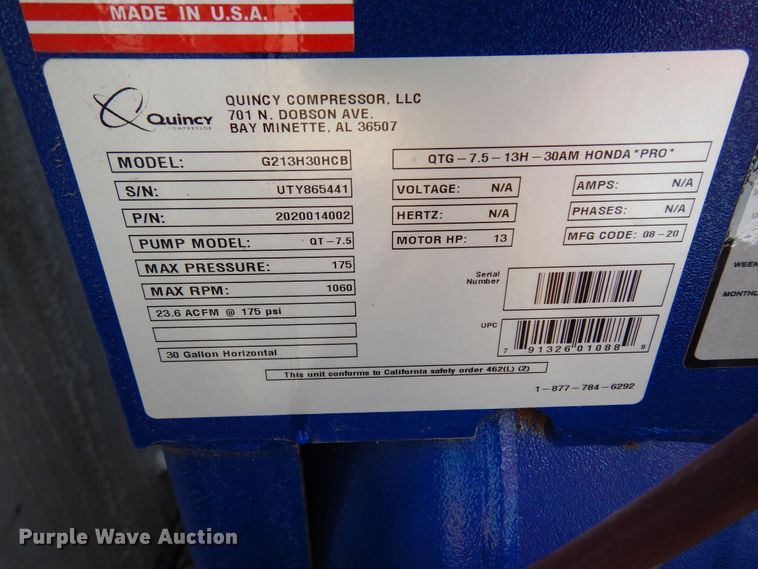 MADE IN U.S.A.
Quincy
COMPRESSOR
QUINCY COMPRESSOR, LLC
701 N. DOBSON AVE.
BAY MINETTE, AL 36507
MODEL: G213H30HCB
QTG-7.5-13H-30AM HONDA*PRO*
S/N: UTY865441
VOLTAGE: N/A
AMPS: N/A
P/N: 2020014002
HERTZ: N/A
PHASES: N/A
PUMP MODEL: QT-7.5
MOTOR HP: 13
MFG CODE: 08-20
MAX PRESSURE: 175
Serial
Number
MAX RPM: 1060
23.6 ACFM @ 175 psi
UPC
7 91326 01088 9
30 Gallon Horizontal
This unit conforms to California safety order 462(L) (2)
1-877-784-6292
WEEK
MONTHL
Purple Wave Auction